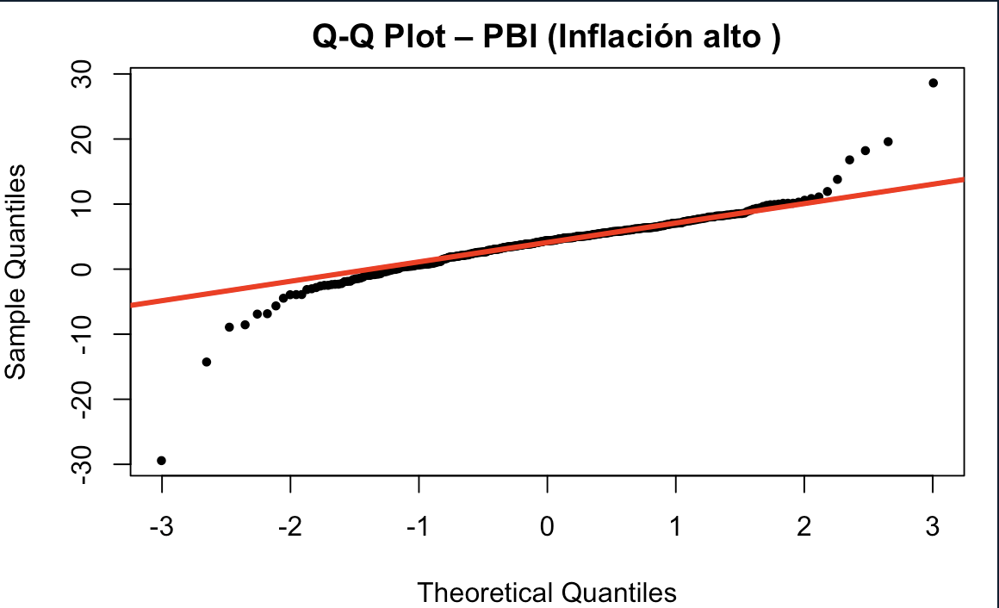 Q-Q Plot – PBI (Inflación alto )
30
20
10
0
-10
-20
-30
Sample Quantiles
-3 -2 -1 0 1 2 3
Theoretical Quantiles